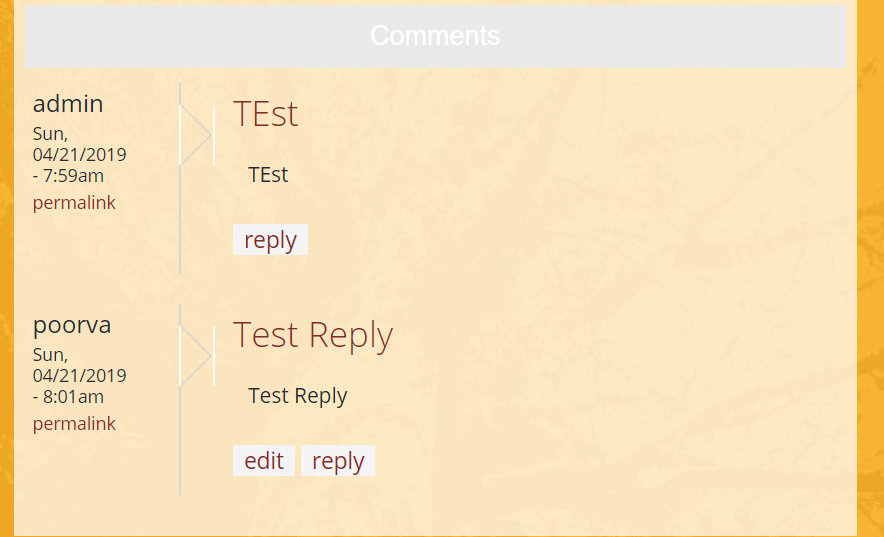 Comments
admin
Sun,
04/21/2019
- 7:59am
permalink
TEst
TEst
reply
poorva
Sun,
04/21/2019
- 8:01am
permalink
Test Reply
Test Reply
edit reply